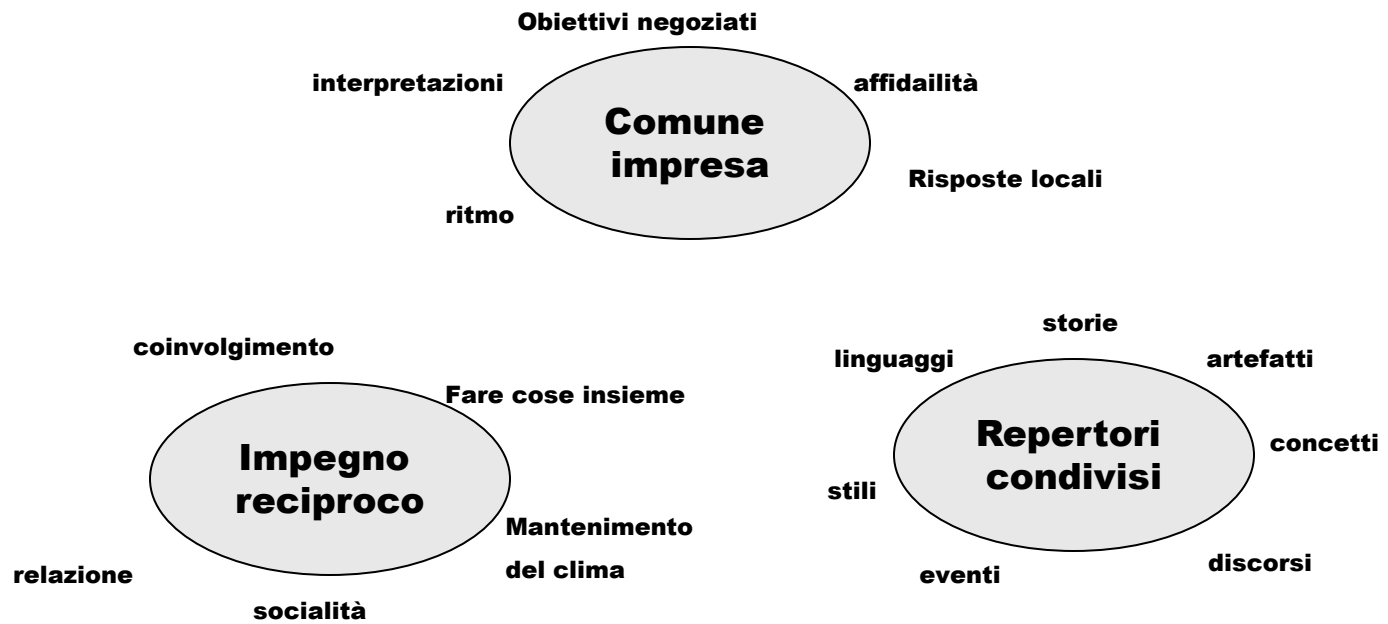 Obiettivi negoziati
interpretazioni
affidailità
Comune
impresa
Risposte locali
ritmo
coinvolgimento
Fare cose insieme
Impegno
reciproco
Mantenimento
del clima
relazione
socialità
storie
linguaggi
artefatti
Repertori
condivisi
concetti
stili
eventi
discorsi